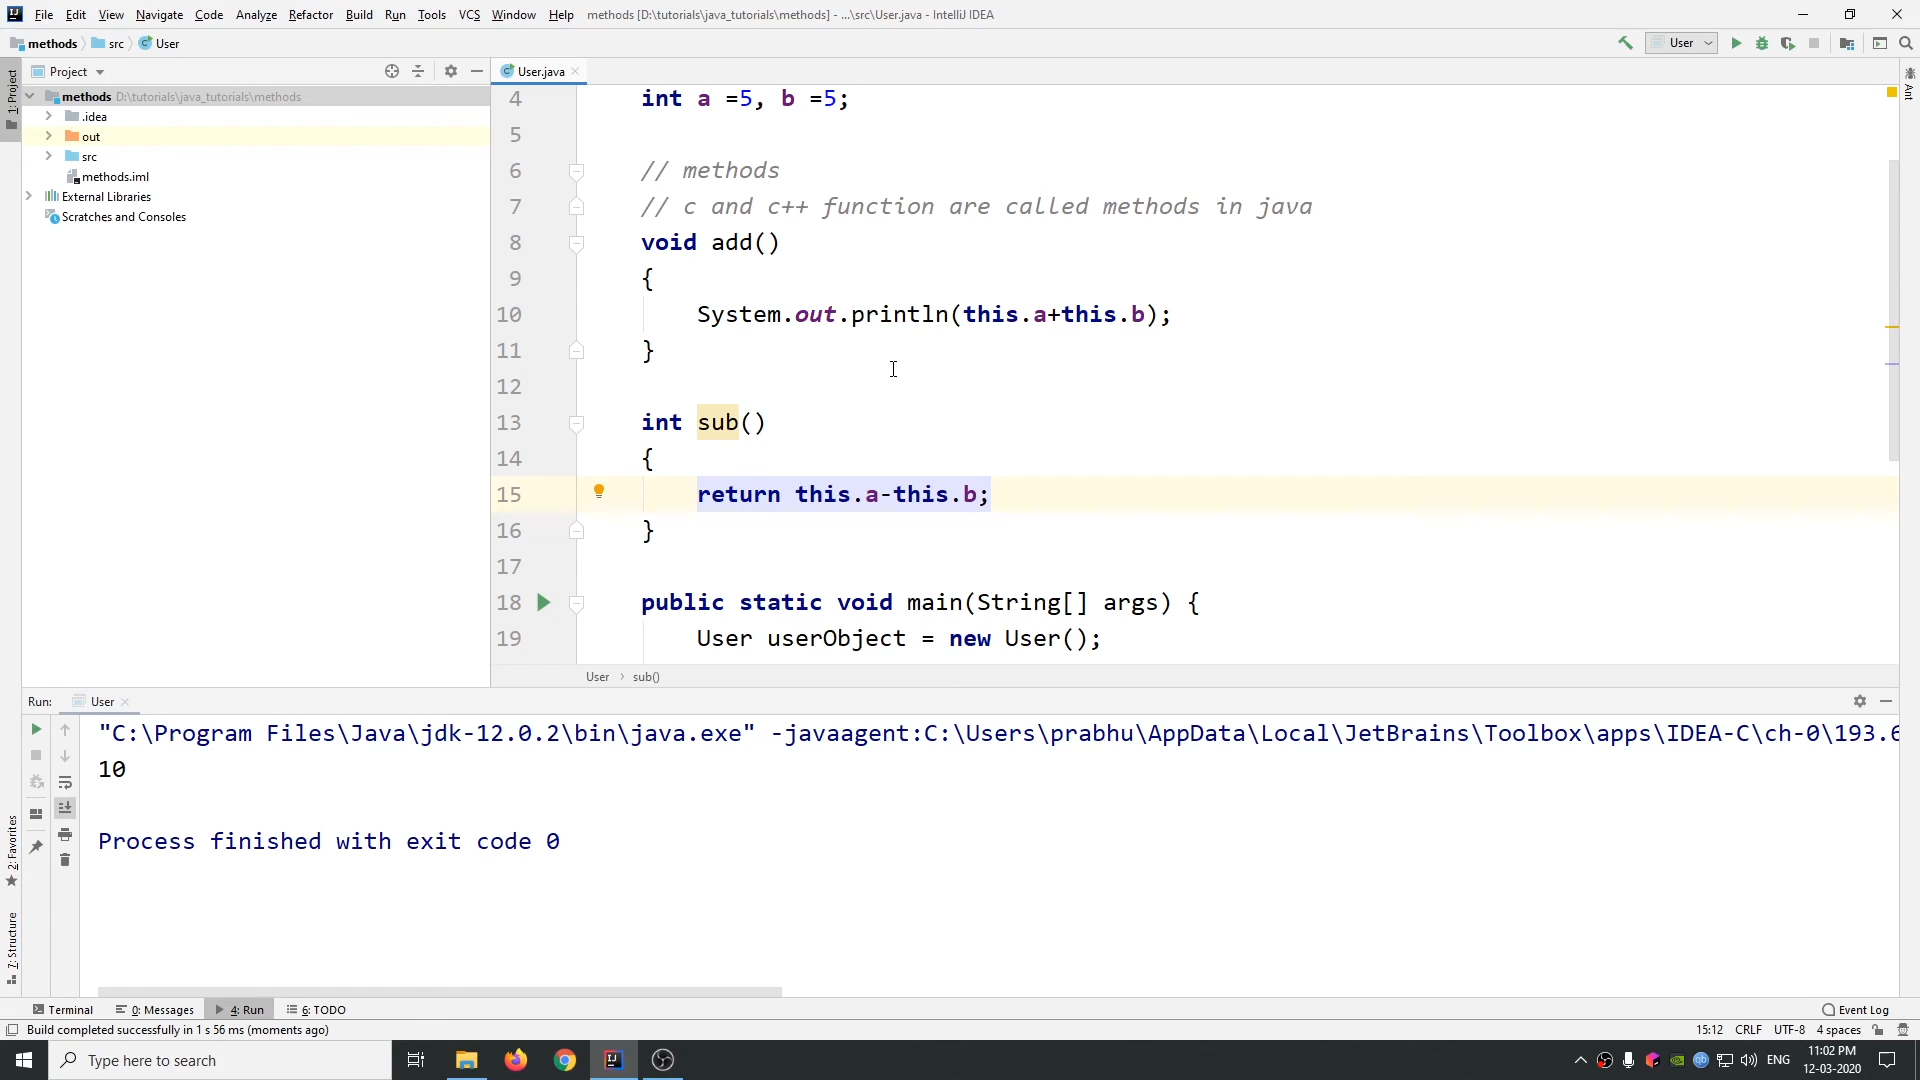 File Edit View Navigate Code Analyze Refactor Build Run Tools VCS Window Help methods [D:\tutorials\java_tutorials\methods] - ...\src\User.java - IntelliJ IDEA
methods src User
User
Project
User.java
1: Project
Ant
methods D:\tutorials\java_tutorials\methods
.idea
out
src
methods.iml
External Libraries
Scratches and Consoles
4 int a =5, b =5;
5
6 // methods
7 // c and c++ function are called methods in java
8 void add()
9 {
10 System.out.println(this.a+this.b);
11 }
12
13 int sub()
14 {
15 return this.a-this.b;
16 }
17
18 public static void main(String[] args) {
19 User userObject = new User();
User › sub()
Run: User
"C:\Program Files\Java\jdk-12.0.2\bin\java.exe" -javaagent:C:\Users\prabhu\AppData\Local\JetBrains\Toolbox\apps\IDEA-C\ch-0\193.6
10
Process finished with exit code 0
2: Favorites
7: Structure
Terminal 0: Messages 4: Run 6: TODO
Event Log
Build completed successfully in 1 s 56 ms (moments ago)
15:12 CRLF UTF-8 4 spaces
Type here to search
ENG
11:02 PM
12-03-2020